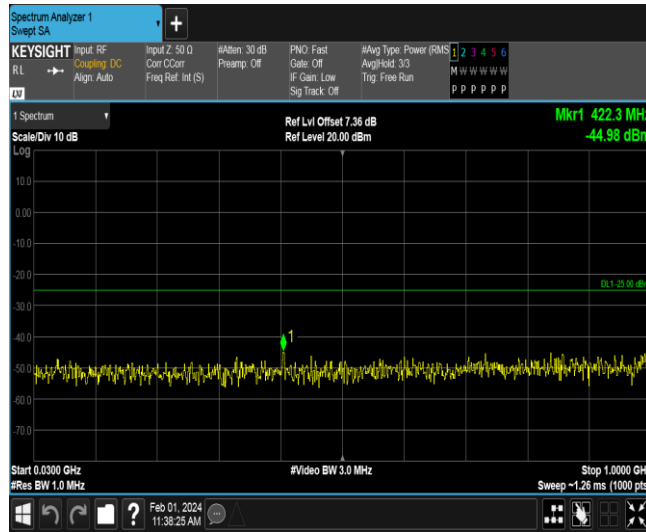 Spectrum Analyzer 1
Swept SA
+
KEYSIGHT Input: RF Input Z: 50 Ω #Atten: 30 dB PNO: Fast #Avg Type: Power (RMS 1 2 3 4 5 6
RL Coupling: DC Corr CCorr Preamp: Off Gate: Off Avg|Hold: 3/3 M W W W W W
Align: Auto Freq Ref: Int (S) IF Gain: Low Trig: Free Run
LXI Sig Track: Off P P P P P P
1 Spectrum Ref Lvl Offset 7.36 dB Mkr1 422.3 MHz
Scale/Div 10 dB Ref Level 20.00 dBm -44.98 dBm
Log
10.0
0.00
-10.0
-20.0
DL1 -25.00 dBm
-30.0
-40.0
1
-50.0
-60.0
-70.0
Start 0.0300 GHz #Video BW 3.0 MHz Stop 1.0000 GHz
#Res BW 1.0 MHz Sweep ~1.26 ms (1000 pts)
? Feb 01, 2024
11:38:25 AM